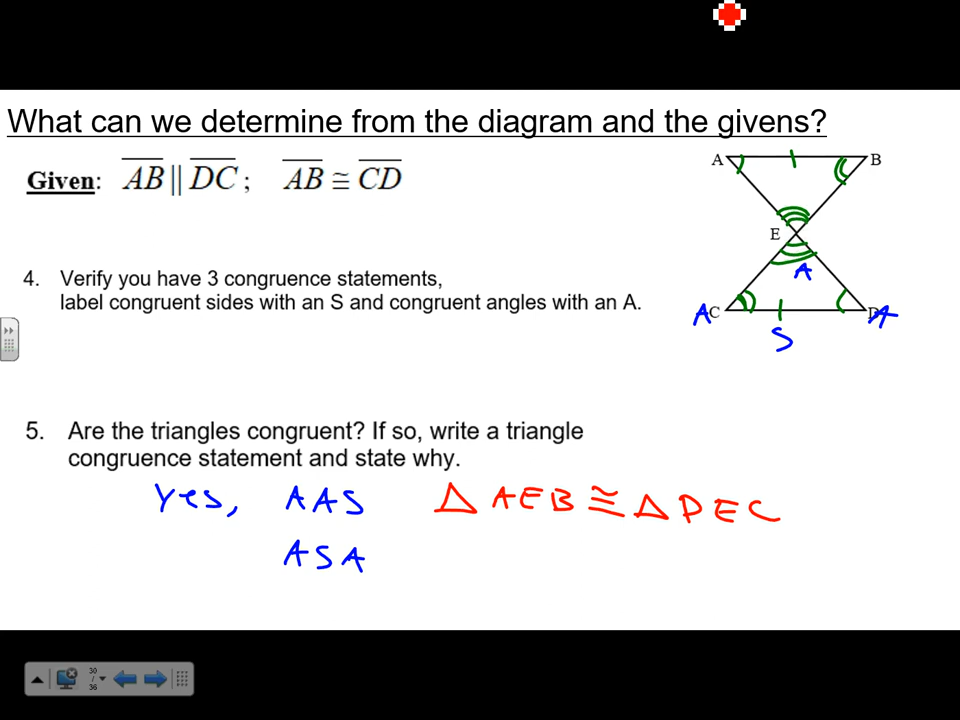 What can we determine from the diagram and the givens?
Given: AB || DC ; AB ≅ CD
A B
E
A
A C D A
S
4. Verify you have 3 congruence statements,
label congruent sides with an S and congruent angles with an A.
5. Are the triangles congruent? If so, write a triangle
congruence statement and state why.
Yes, AAS △ AEB ≅ △ DEC
ASA
30
/
36